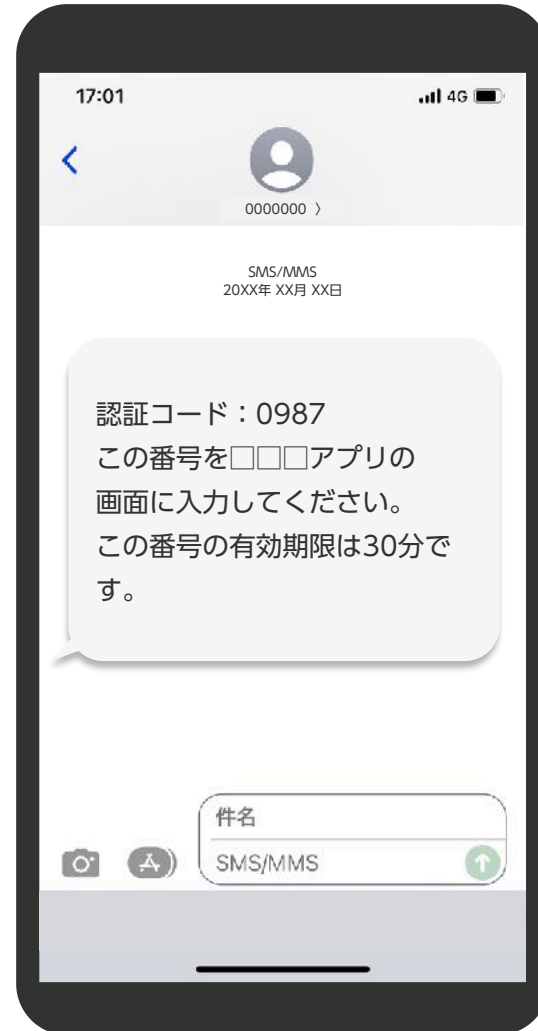 17:01
4G
0000000 〉
SMS/MMS
20XX年 XX月 XX日
認証コード：0987
この番号を□□□アプリの
画面に入力してください。
この番号の有効期限は30分で
す。
件名
SMS/MMS